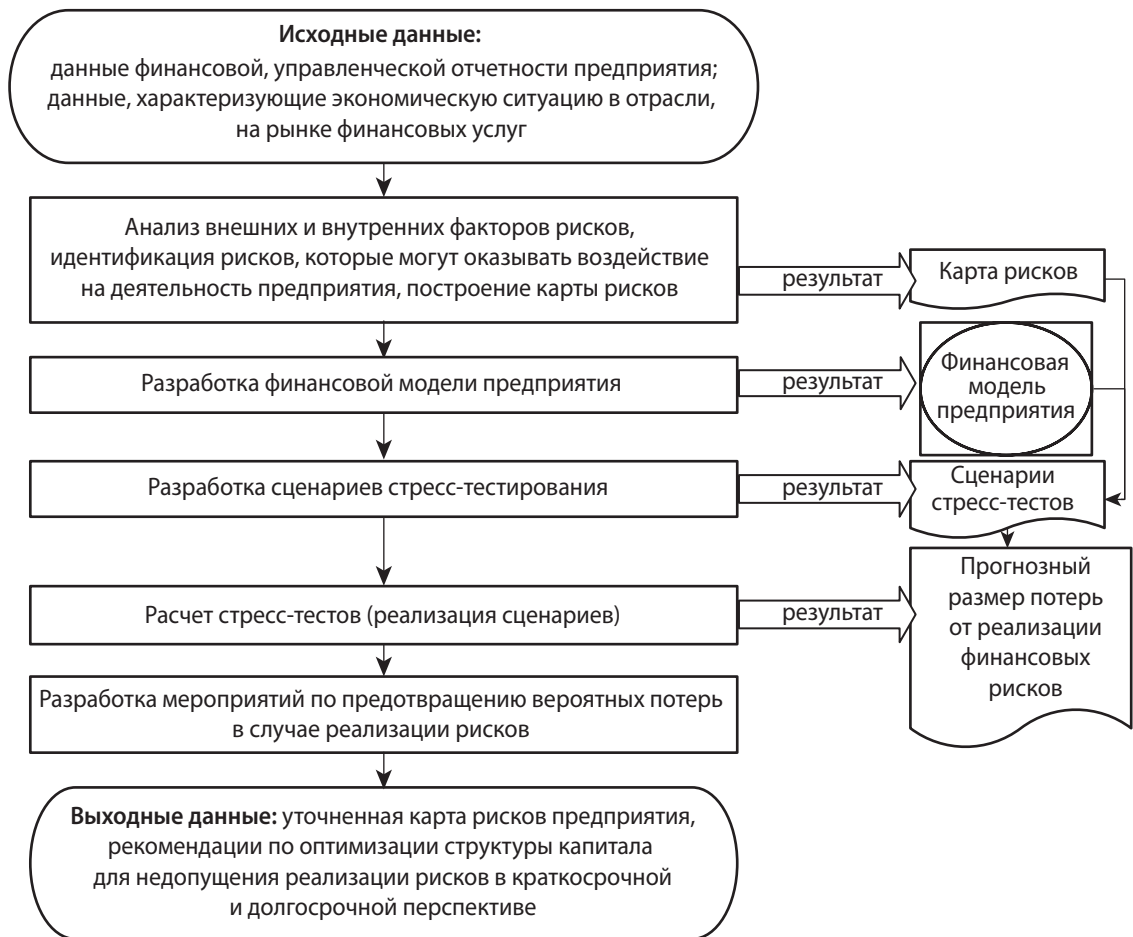 Исходные данные:
данные финансовой, управленческой отчетности предприятия;
данные, характеризующие экономическую ситуацию в отрасли,
на рынке финансовых услуг
Анализ внешних и внутренних факторов рисков,
идентификация рисков, которые могут оказывать воздействие
на деятельность предприятия, построение карты рисков
результат
Карта рисков
Разработка финансовой модели предприятия
результат
Финансовая
модель
предприятия
Разработка сценариев стресс-тестирования
результат
Сценарии
стресс-тестов
Расчет стресс-тестов (реализация сценариев)
результат
Прогнозный
размер потерь
от реализации
финансовых
рисков
Разработка мероприятий по предотвращению вероятных потерь
в случае реализации рисков
Выходные данные: уточненная карта рисков предприятия,
рекомендации по оптимизации структуры капитала
для недопущения реализации рисков в краткосрочной
и долгосрочной перспективе